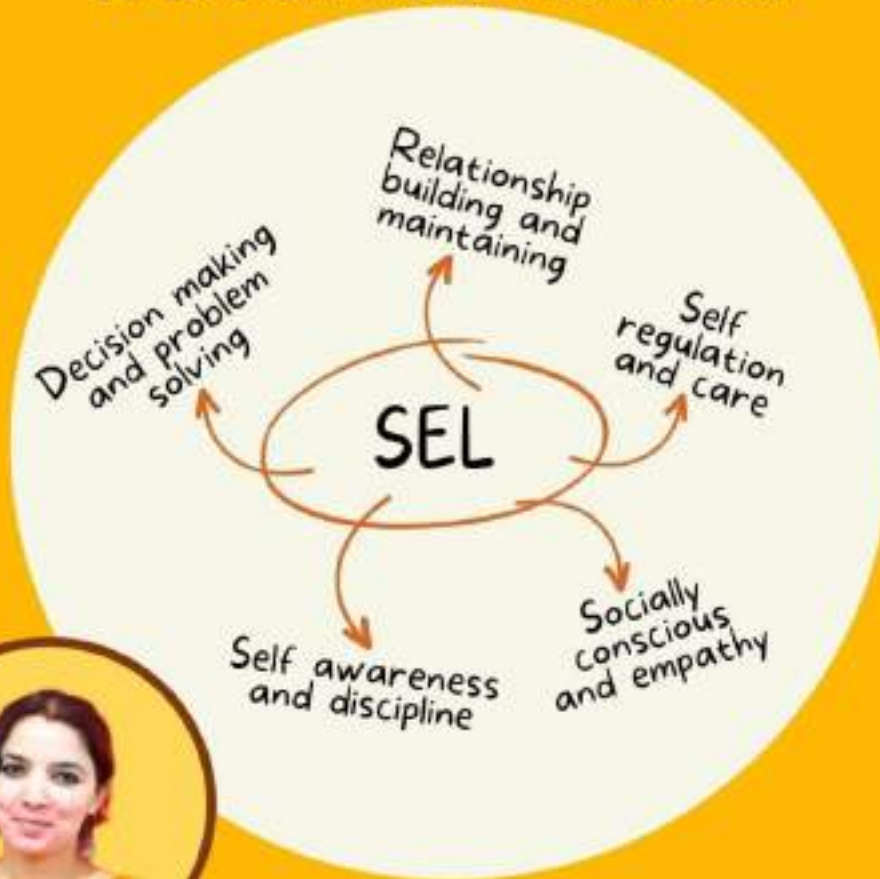 Relationship
building and
maintaining
Decision making
and problem
solving
Self
regulation
and care
SEL
Socially
conscious
and empathy
Self awareness
and discipline